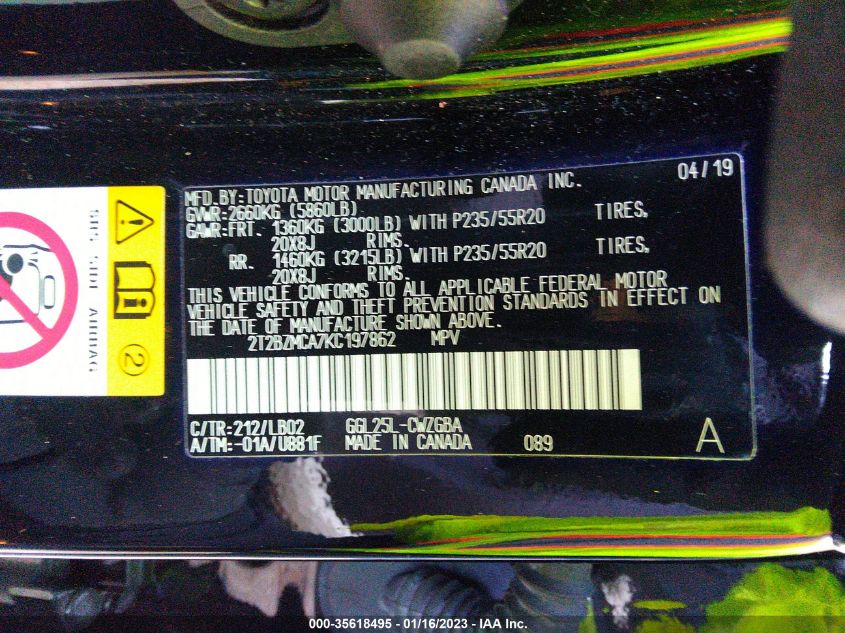 MFD.BY:TOYOTA MOTOR MANUFACTURING CANADA INC. 04/19
GVWR:2660KG (5860LB)
GAWR:FRT. 1360KG (3000LB) WITH P235/55R20 TIRES,
20X8J RIMS.
RR. 1460KG (3215LB) WITH P235/55R20 TIRES,
20X8J RIMS.
THIS VEHICLE CONFORMS TO ALL APPLICABLE FEDERAL MOTOR
VEHICLE SAFETY AND THEFT PREVENTION STANDARDS IN EFFECT ON
THE DATE OF MANUFACTURE SHOWN ABOVE.
2T2BZMCA7KC197862 MPV
C/TR:212/LB02 GGL25L-CWZGBA
A/TM:-01A/U881F MADE IN CANADA 089 A
SRS SIDE AIRBAG
2
000-35618495 - 01/16/2023 - IAA Inc.